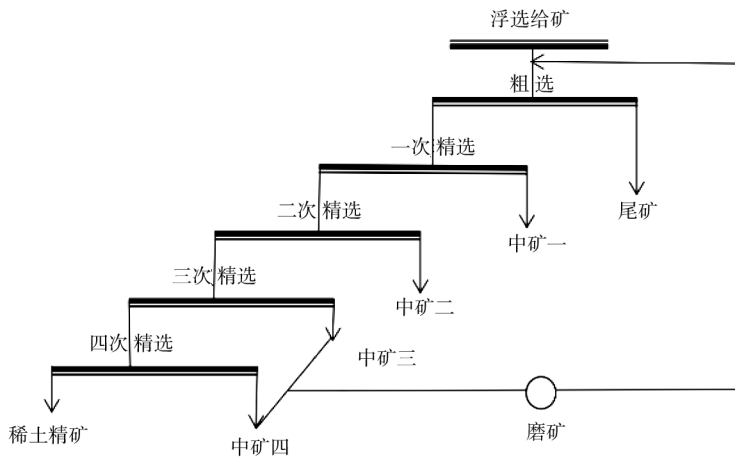 浮选给矿
粗选
一次精选
尾矿
二次精选
中矿一
三次精选
中矿二
四次精选
中矿三
稀土精矿
中矿四
磨矿